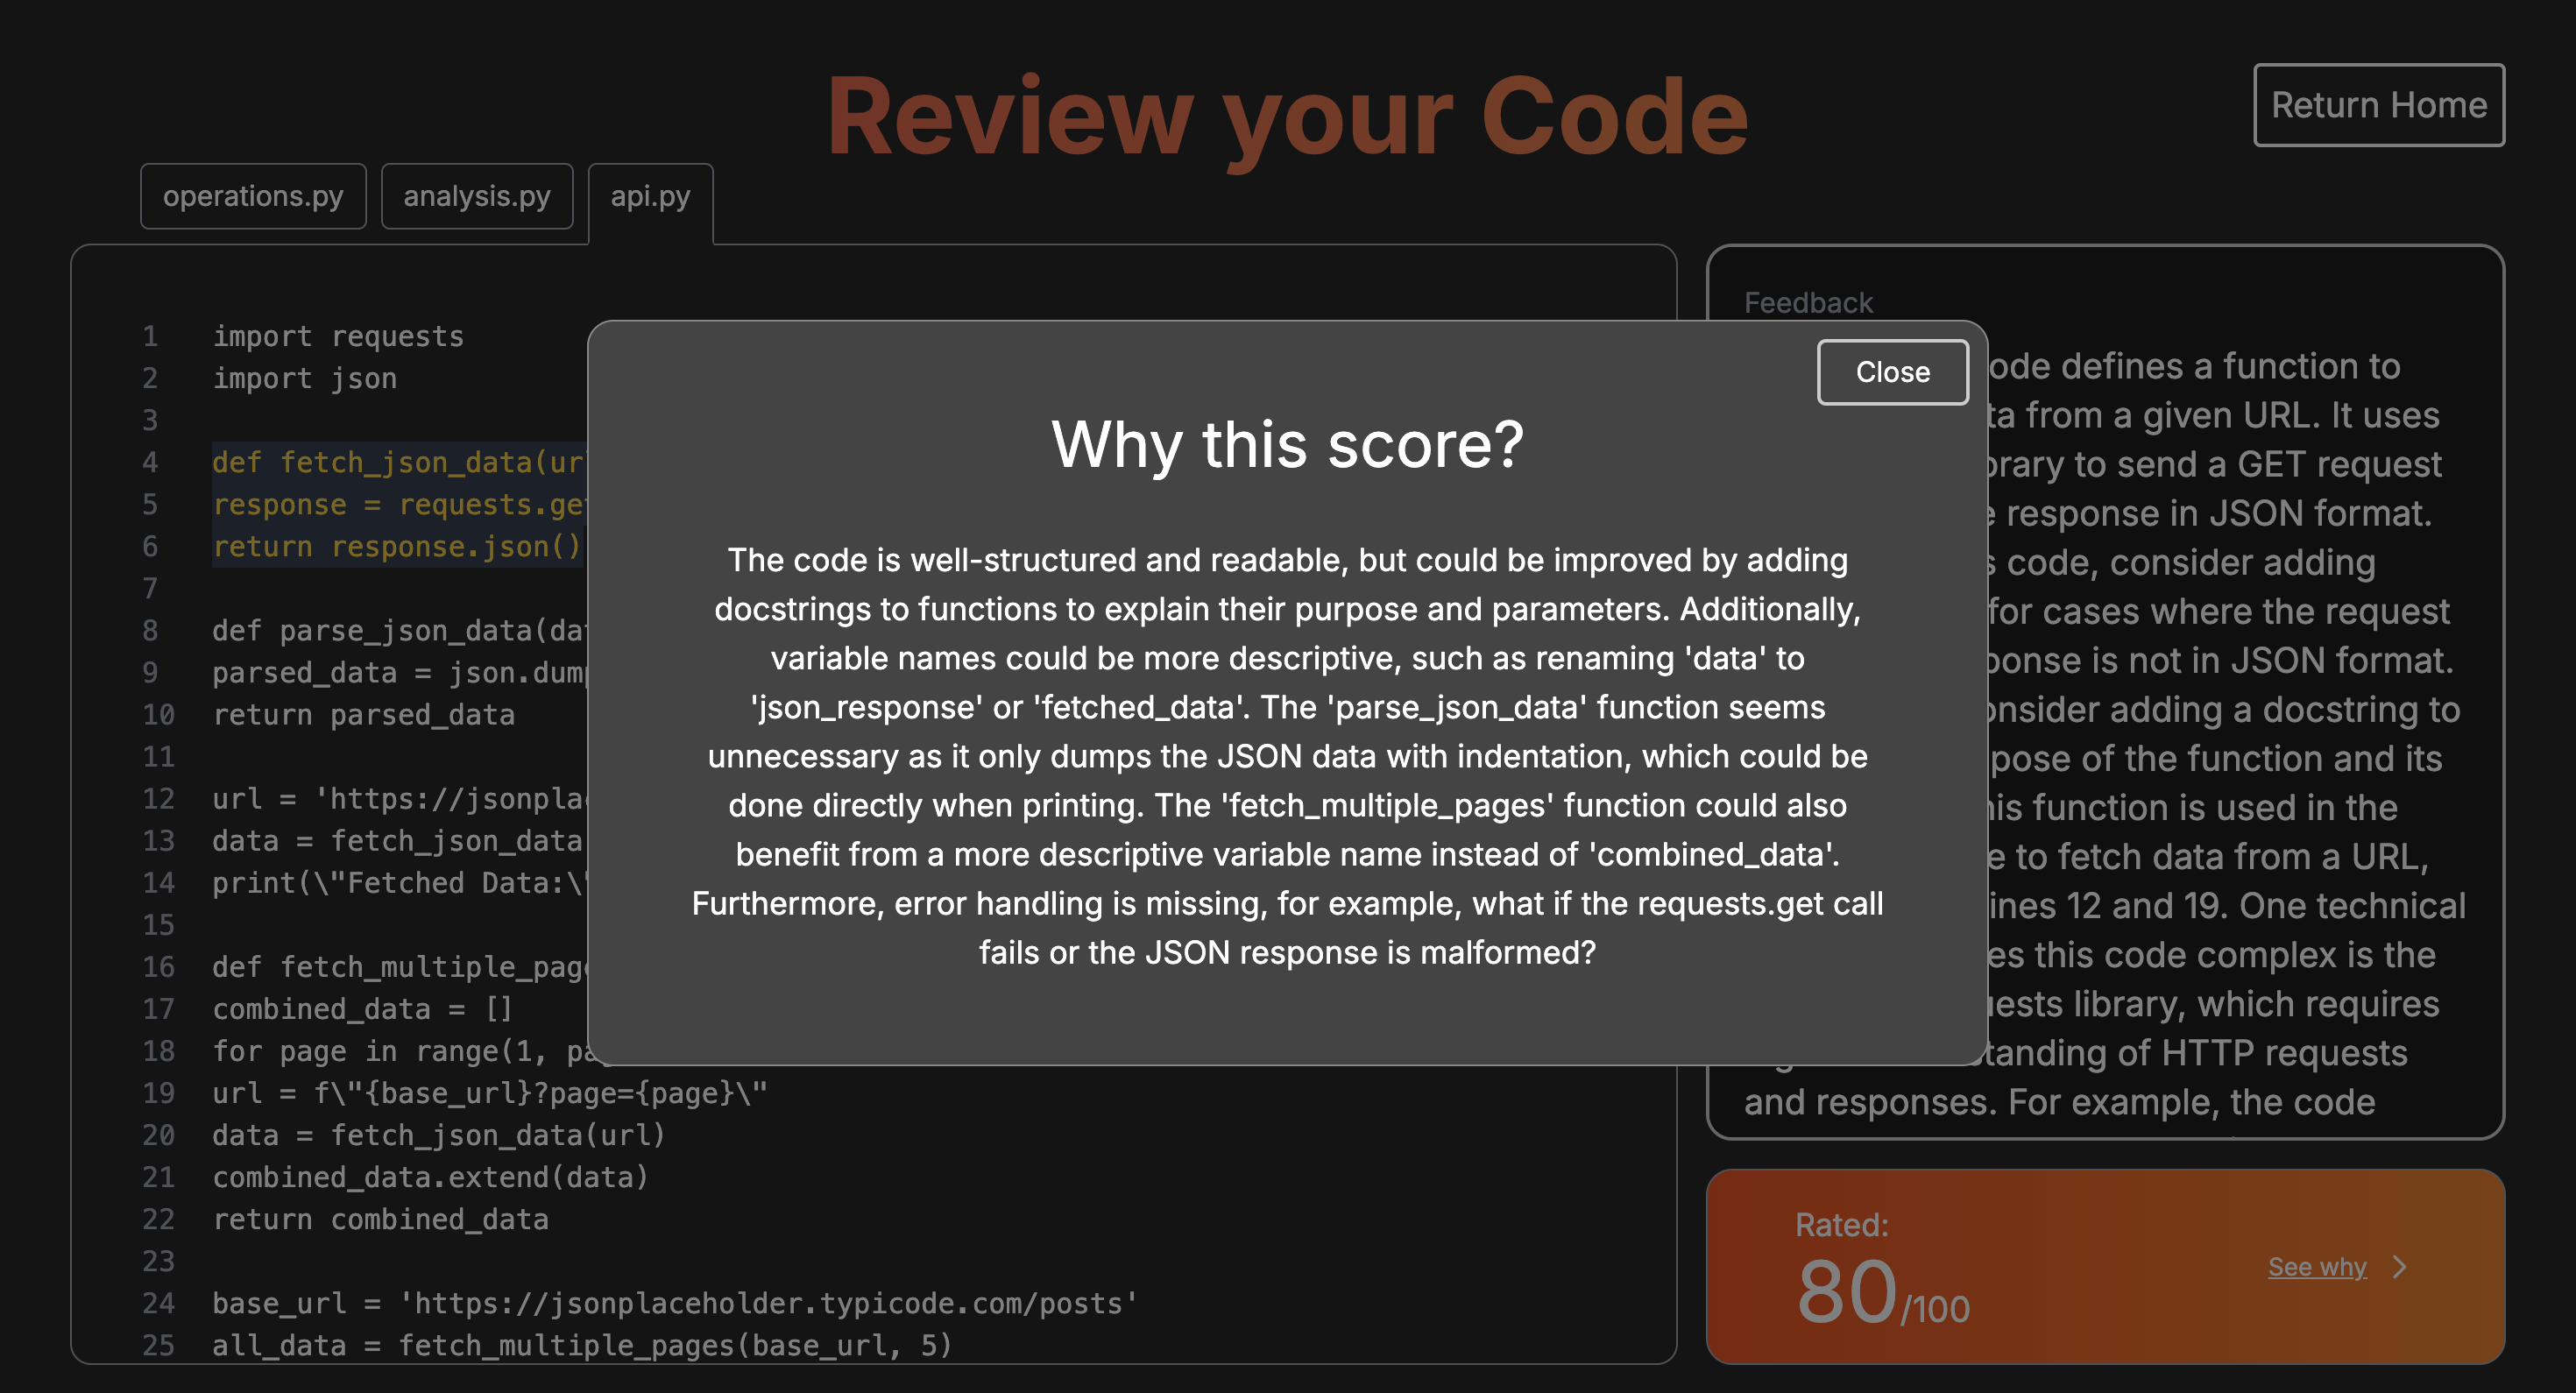 Review your Code
Return Home
operations.py
analysis.py
api.py
1 import requests
2 import json
3
4 def fetch_json_data(ur
5 response = requests.get
6 return response.json()
7
8 def parse_json_data(da
9 parsed_data = json.dum
10 return parsed_data
11
12 url = 'https://jsonpla
13 data = fetch_json_data
14 print(\"Fetched Data:\"
15
16 def fetch_multiple_pag
17 combined_data = []
18 for page in range(1, pa
19 url = f\"{base_url}?page={page}\"
20 data = fetch_json_data(url)
21 combined_data.extend(data)
22 return combined_data
23
24 base_url = 'https://jsonplaceholder.typicode.com/posts'
25 all_data = fetch_multiple_pages(base_url, 5)
Close
Why this score?
The code is well-structured and readable, but could be improved by adding
docstrings to functions to explain their purpose and parameters. Additionally,
variable names could be more descriptive, such as renaming 'data' to
'json_response' or 'fetched_data'. The 'parse_json_data' function seems
unnecessary as it only dumps the JSON data with indentation, which could be
done directly when printing. The 'fetch_multiple_pages' function could also
benefit from a more descriptive variable name instead of 'combined_data'.
Furthermore, error handling is missing, for example, what if the requests.get call
fails or the JSON response is malformed?
Feedback
ode defines a function to
ta from a given URL. It uses
brary to send a GET request
e response in JSON format.
s code, consider adding
for cases where the request
ponse is not in JSON format.
onsider adding a docstring to
pose of the function and its
is function is used in the
e to fetch data from a URL,
ines 12 and 19. One technical
es this code complex is the
uests library, which requires
tanding of HTTP requests
and responses. For example, the code
Rated:
80/100
See why